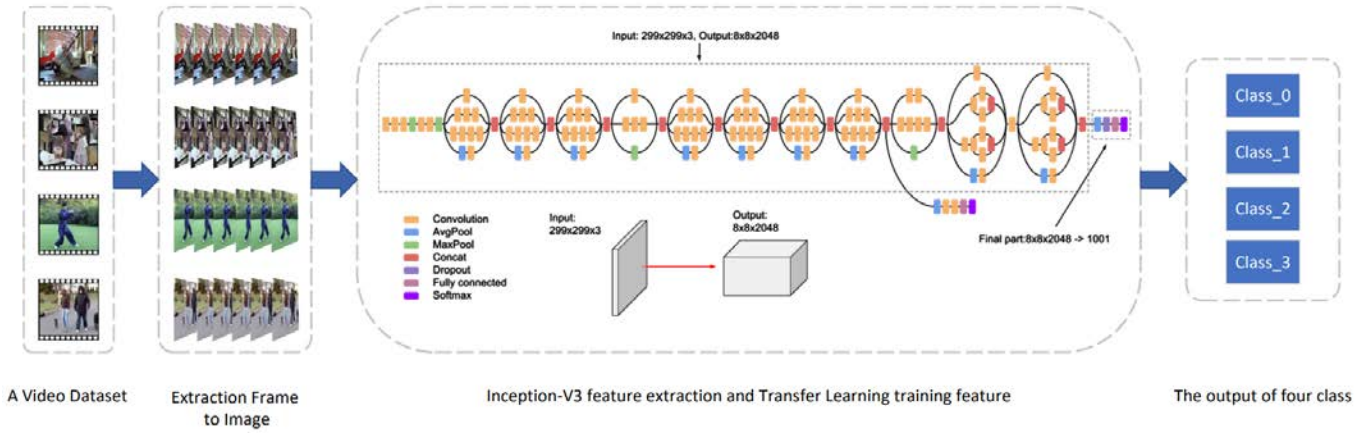 Input: 299x299x3, Output:8x8x2048
Convolution
AvgPool
MaxPool
Concat
Dropout
Fully connected
Softmax
Input:
299x299x3
Output:
8x8x2048
Final part:8x8x2048 -> 1001
Class_0
Class_1
Class_2
Class_3
A Video Dataset
Extraction Frame
to Image
Inception-V3 feature extraction and Transfer Learning training feature
The output of four class